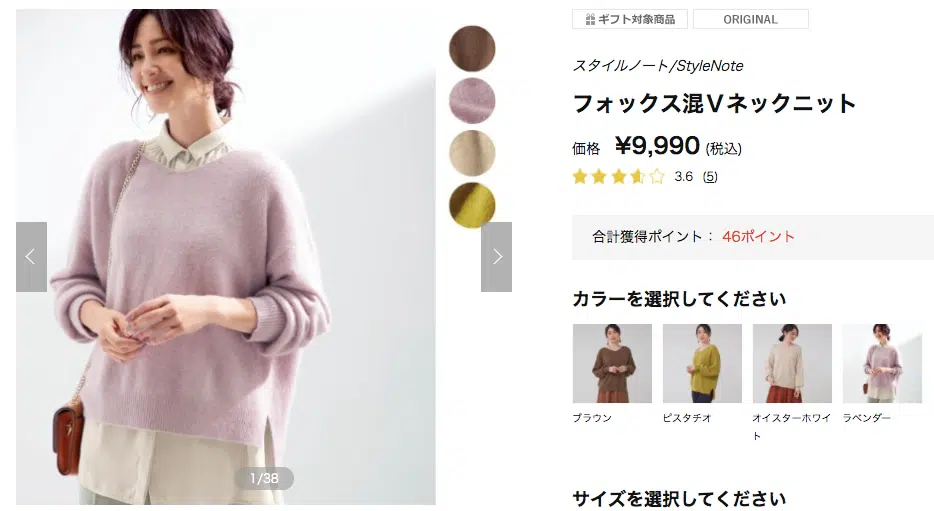 ギフト対象商品
ORIGINAL
スタイルノート/StyleNote
フォックス混Ｖネックニット
価格 ¥9,990 (税込)
3.6 (5)
合計獲得ポイント： 46ポイント
カラーを選択してください
ブラウン
ピスタチオ
オイスターホワイ
ト
ラベンダー
1/38
サイズを選択してください